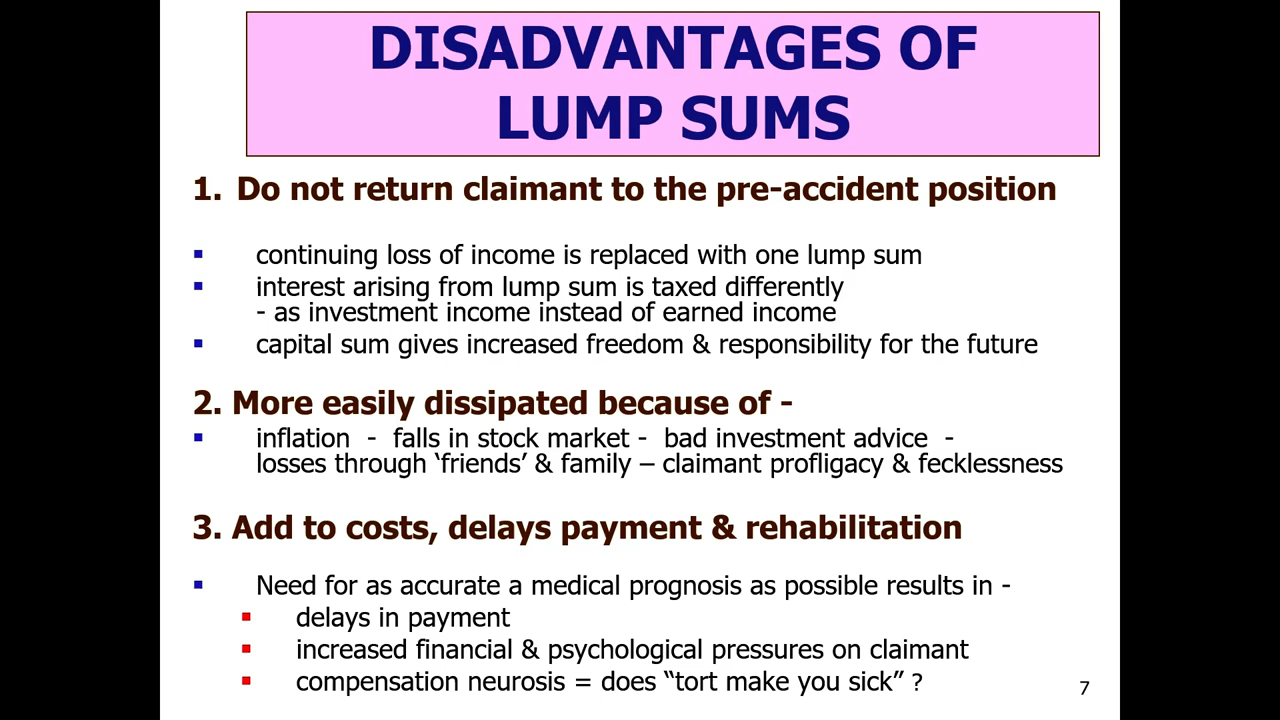 DISADVANTAGES OF
LUMP SUMS
1. Do not return claimant to the pre-accident position
▪ continuing loss of income is replaced with one lump sum
▪ interest arising from lump sum is taxed differently
- as investment income instead of earned income
▪ capital sum gives increased freedom & responsibility for the future
2. More easily dissipated because of -
▪ inflation - falls in stock market - bad investment advice -
losses through ‘friends’ & family – claimant profligacy & fecklessness
3. Add to costs, delays payment & rehabilitation
▪ Need for as accurate a medical prognosis as possible results in -
▪ delays in payment
▪ increased financial & psychological pressures on claimant
▪ compensation neurosis = does “tort make you sick” ?
7